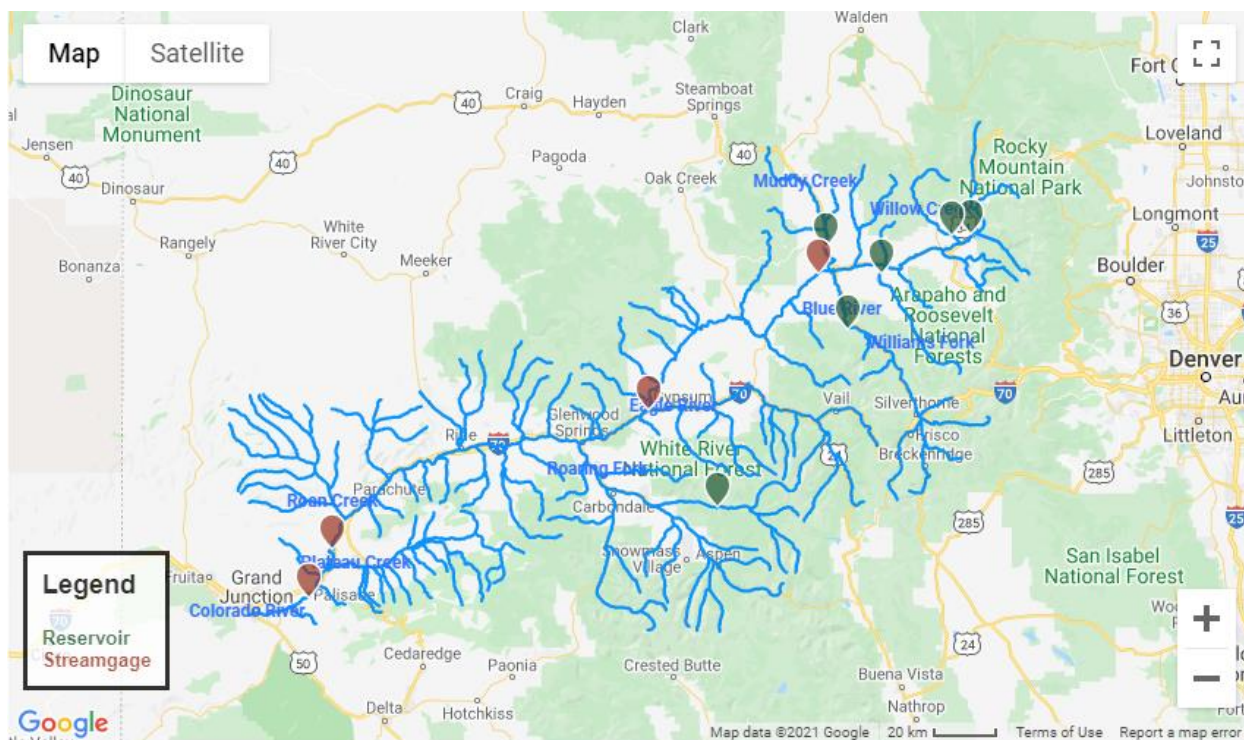 Map
Satellite
Walden
Clark
Fort C
40
Craig
Hayden
Steamboat
Springs
Dinosaur
National
Monument
Loveland
Rocky
Mountain
National Park
Jensen
40
40
40
Pagoda
Oak Creek
Johnsto
Dinosaur
Muddy Creek
Willow Cre
34
Longmont
25
Rangely
White
River City
Meeker
Bonanza
Boulder
36
Arapaho and
Roosevelt
National
Forests
Blue River
Williams Fork
Denver
Au
Gypsum
Eagle River
70
Vail
Silverthorne
70
Glenwood
Springs
Rifle
70
Frisco
Littleton
White River
National Forest
24
Breckenridge
285
Roaring Fork
Roan Creek
Parachute
Carbondale
25
285
Snowmass
Village
Aspen
San Isabel
National Forest
Plateau Creek
Fruita
Grand
Junction
Palisade
Colorado River
70
Legend
Reservoir
Streamgage
24
50
Cedaredge
Paonia
Crested Butte
Buena Vista
Delta
Hotchkiss
Nathrop
Google
Map data ©2021 Google
20 km
Terms of Use
Report a map error